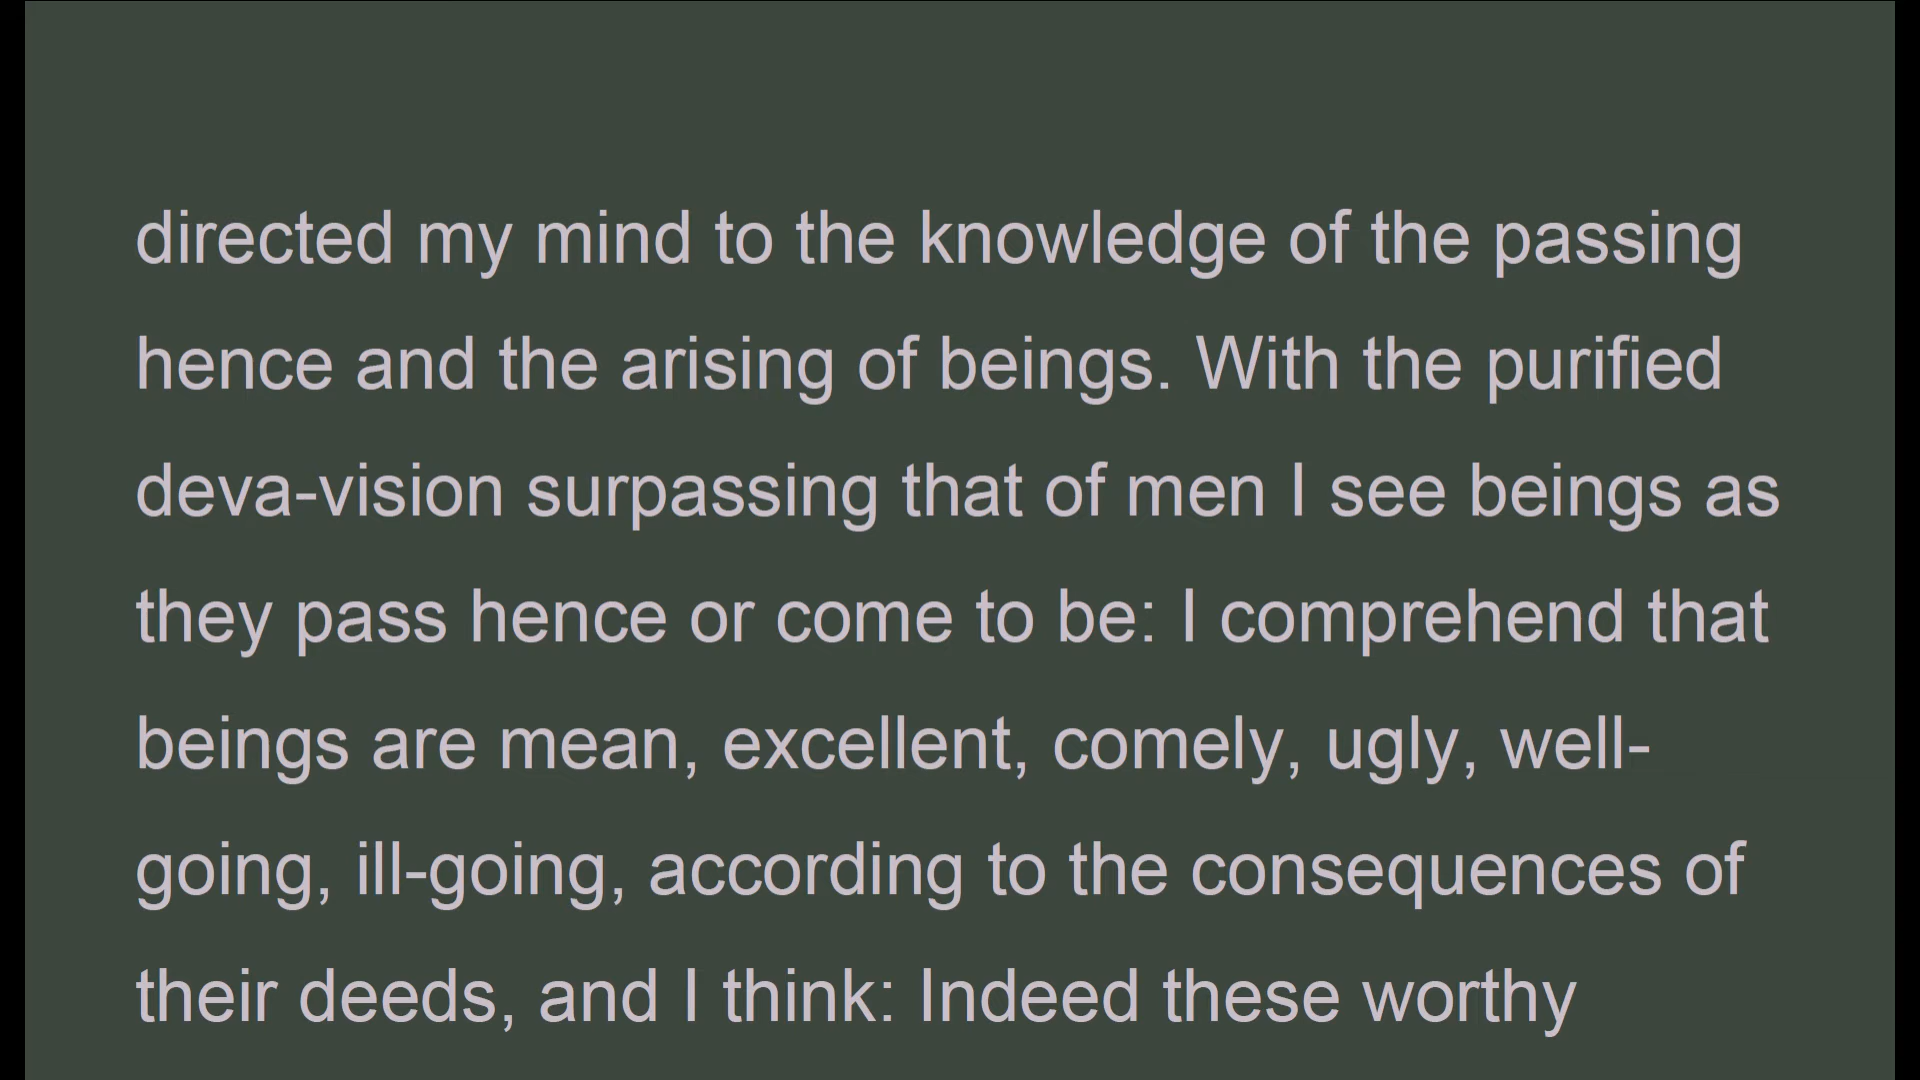 directed my mind to the knowledge of the passing
hence and the arising of beings. With the purified
deva-vision surpassing that of men I see beings as
they pass hence or come to be: I comprehend that
beings are mean, excellent, comely, ugly, well-
going, ill-going, according to the consequences of
their deeds, and I think: Indeed these worthy